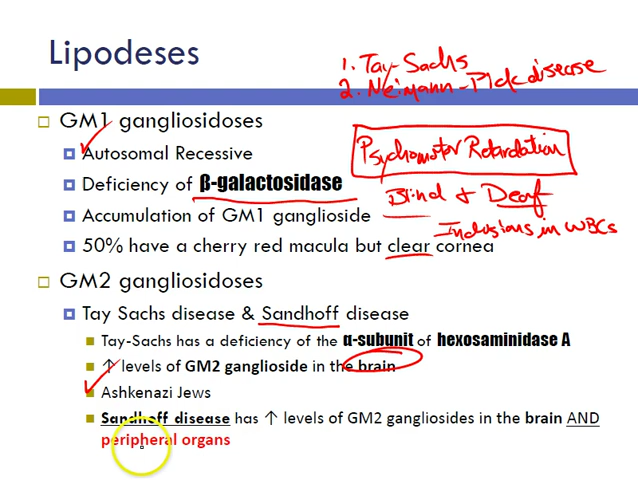 Lipodeses
1. Tay-Sachs
2. Neimann-Pick disease
GM1 gangliosidoses
Autosomal Recessive
Psychomotor Retardation
Deficiency of β-galactosidase
Blind + Deaf
Accumulation of GM1 ganglioside
Inclusions in WBCs
50% have a cherry red macula but clear cornea
GM2 gangliosidoses
Tay Sachs disease & Sandhoff disease
Tay-Sachs has a deficiency of the α-subunit of hexosaminidase A
↑ levels of GM2 ganglioside in the brain
Ashkenazi Jews
Sandhoff disease has ↑ levels of GM2 gangliosides in the brain AND
peripheral organs